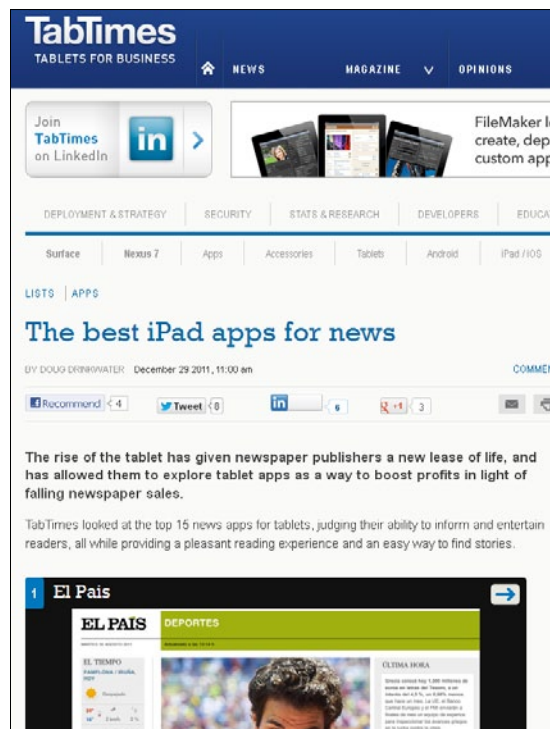 TabTimes
TABLETS FOR BUSINESS
NEWS
MAGAZINE
OPINIONS
Join
TabTimes
on LinkedIn
in
FileMaker
create, dep
custom app
DEPLOYMENT & STRATEGY
SECURITY
STATS & RESEARCH
DEVELOPERS
EDUCA
Surface
Nexus 7
Apps
Accessories
Tablets
Android
iPad / iOS
LISTS | APPS
The best iPad apps for news
BY DOUG DRINKWATER December 29 2011, 11:00 am
COMMEN
Recommend 4
Tweet 8
in 6
+1 3
The rise of the tablet has given newspaper publishers a new lease of life, and
has allowed them to explore tablet apps as a way to boost profits in light of
falling newspaper sales.
TabTimes looked at the top 15 news apps for tablets, judging their ability to inform and entertain
readers, all while providing a pleasant reading experience and an easy way to find stories.
1 El Pais
EL PAÍS
DEPORTES
EL TIEMPO
ÚLTIMA HORA